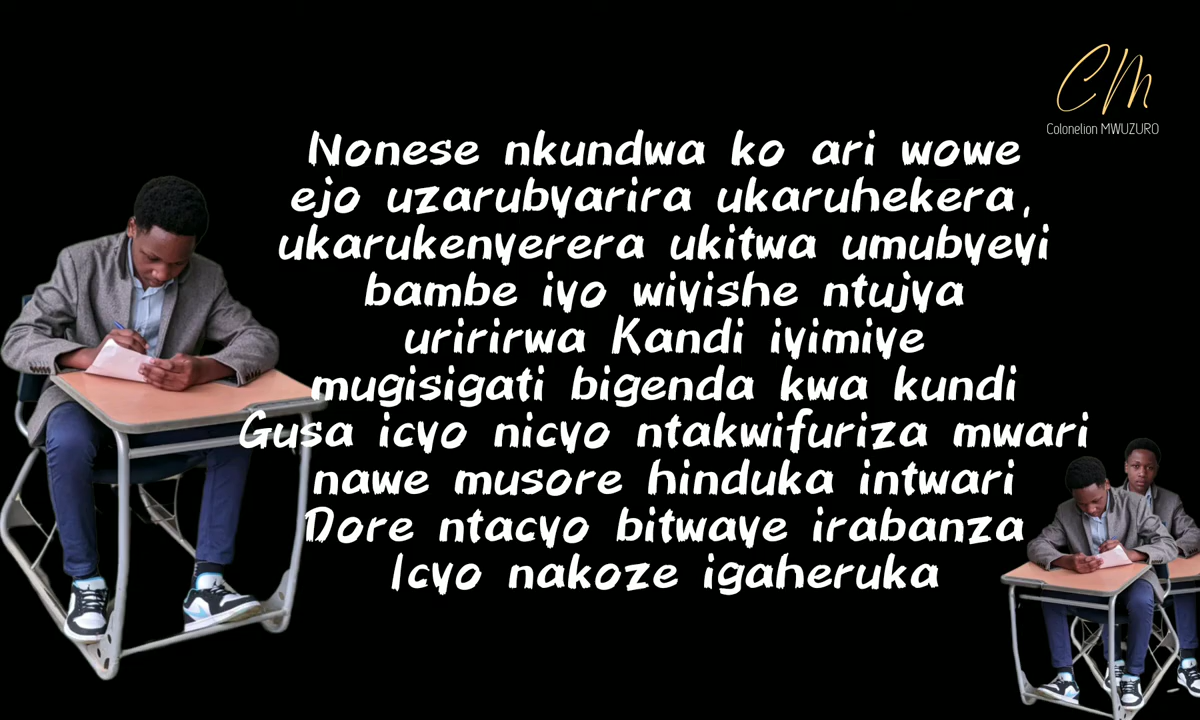 CM
Colonelion MWUZURO
Nonese nkundwa ko ari wowe
ejo uzarubyarira ukaruhekera,
ukarukenyerera ukitwa umubyeyi
bambe iyo wiyishe ntujya
uririrwa Kandi iyimiye
mugisigati bigenda kwa kundi
Gusa icyo nicyo ntakwifuriza mwari
nawe musore hinduka intwari
Dore ntacyo bitwaye irabanza
Icyo nakoze igaheruka